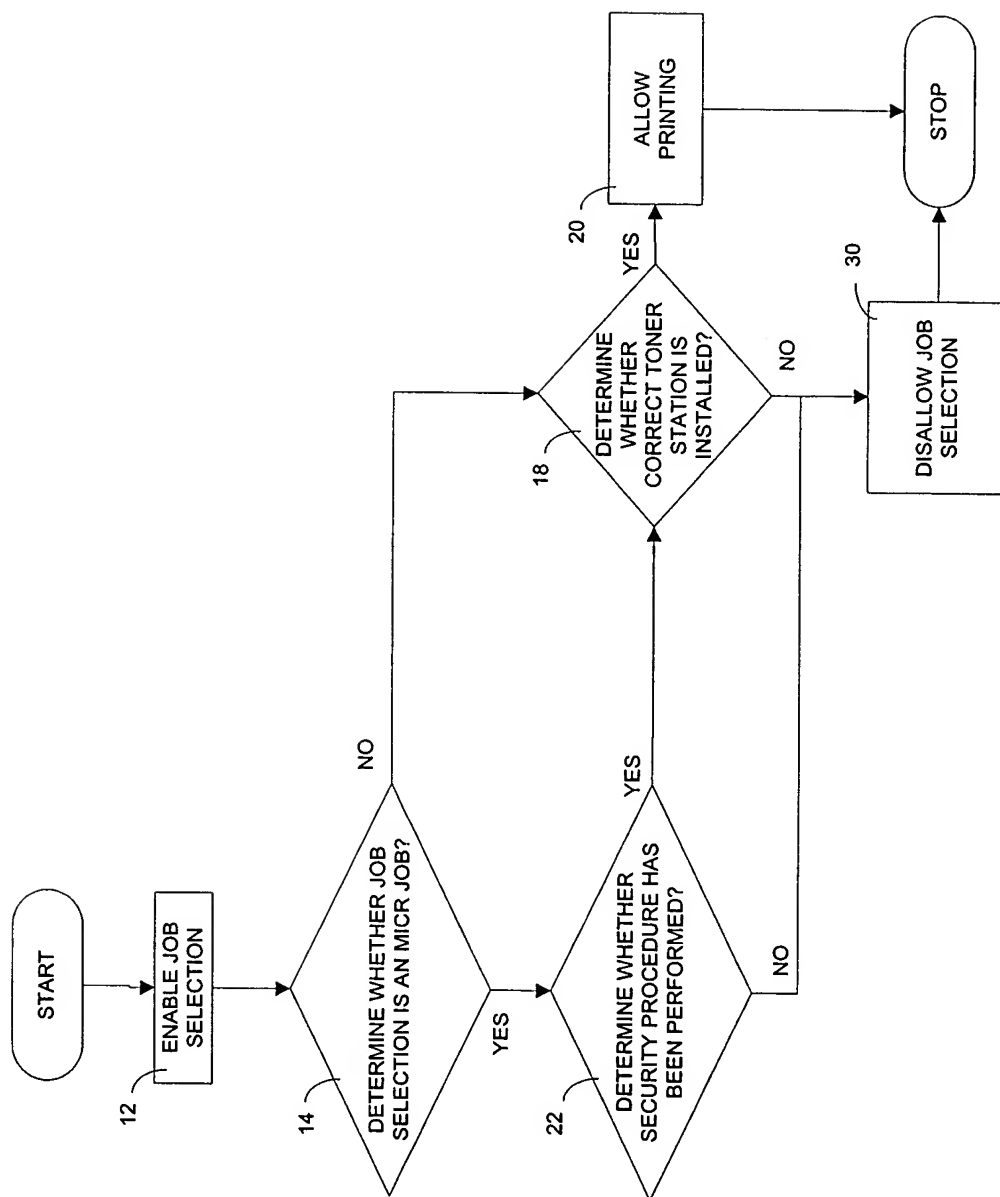 START
12
ENABLE JOB
SELECTION
14
DETERMINE WHETHER JOB
SELECTION IS AN MICR JOB?
NO
YES
22
DETERMINE WHETHER
SECURITY PROCEDURE HAS
BEEN PERFORMED?
YES
NO
18
DETERMINE
WHETHER
CORRECT TONER
STATION IS
INSTALLED?
YES
NO
20
ALLOW
PRINTING
30
DISALLOW JOB
SELECTION
STOP